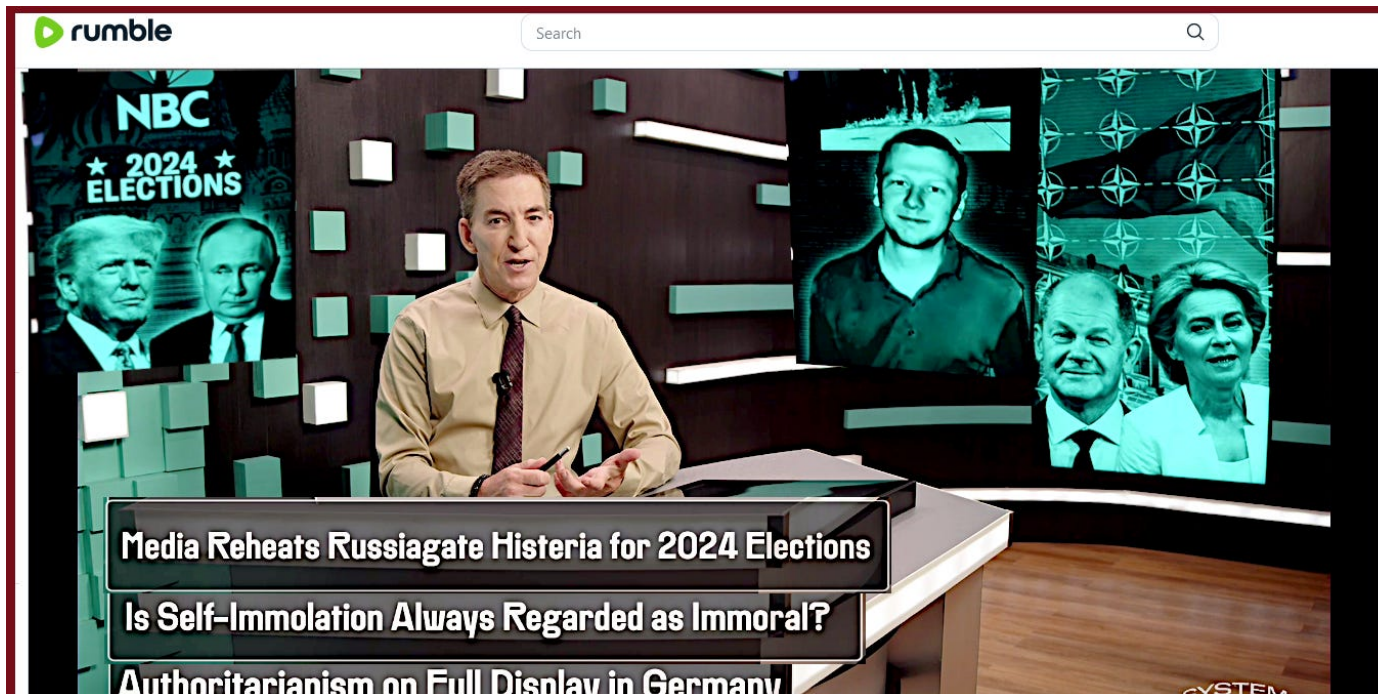 rumble
Search
NBC
★ 2024 ★
ELECTIONS
Media Reheats Russiagate Histeria for 2024 Elections
Is Self-Immolation Always Regarded as Immoral?
Authoritarianism on Full Display in Germany
SYSTEM